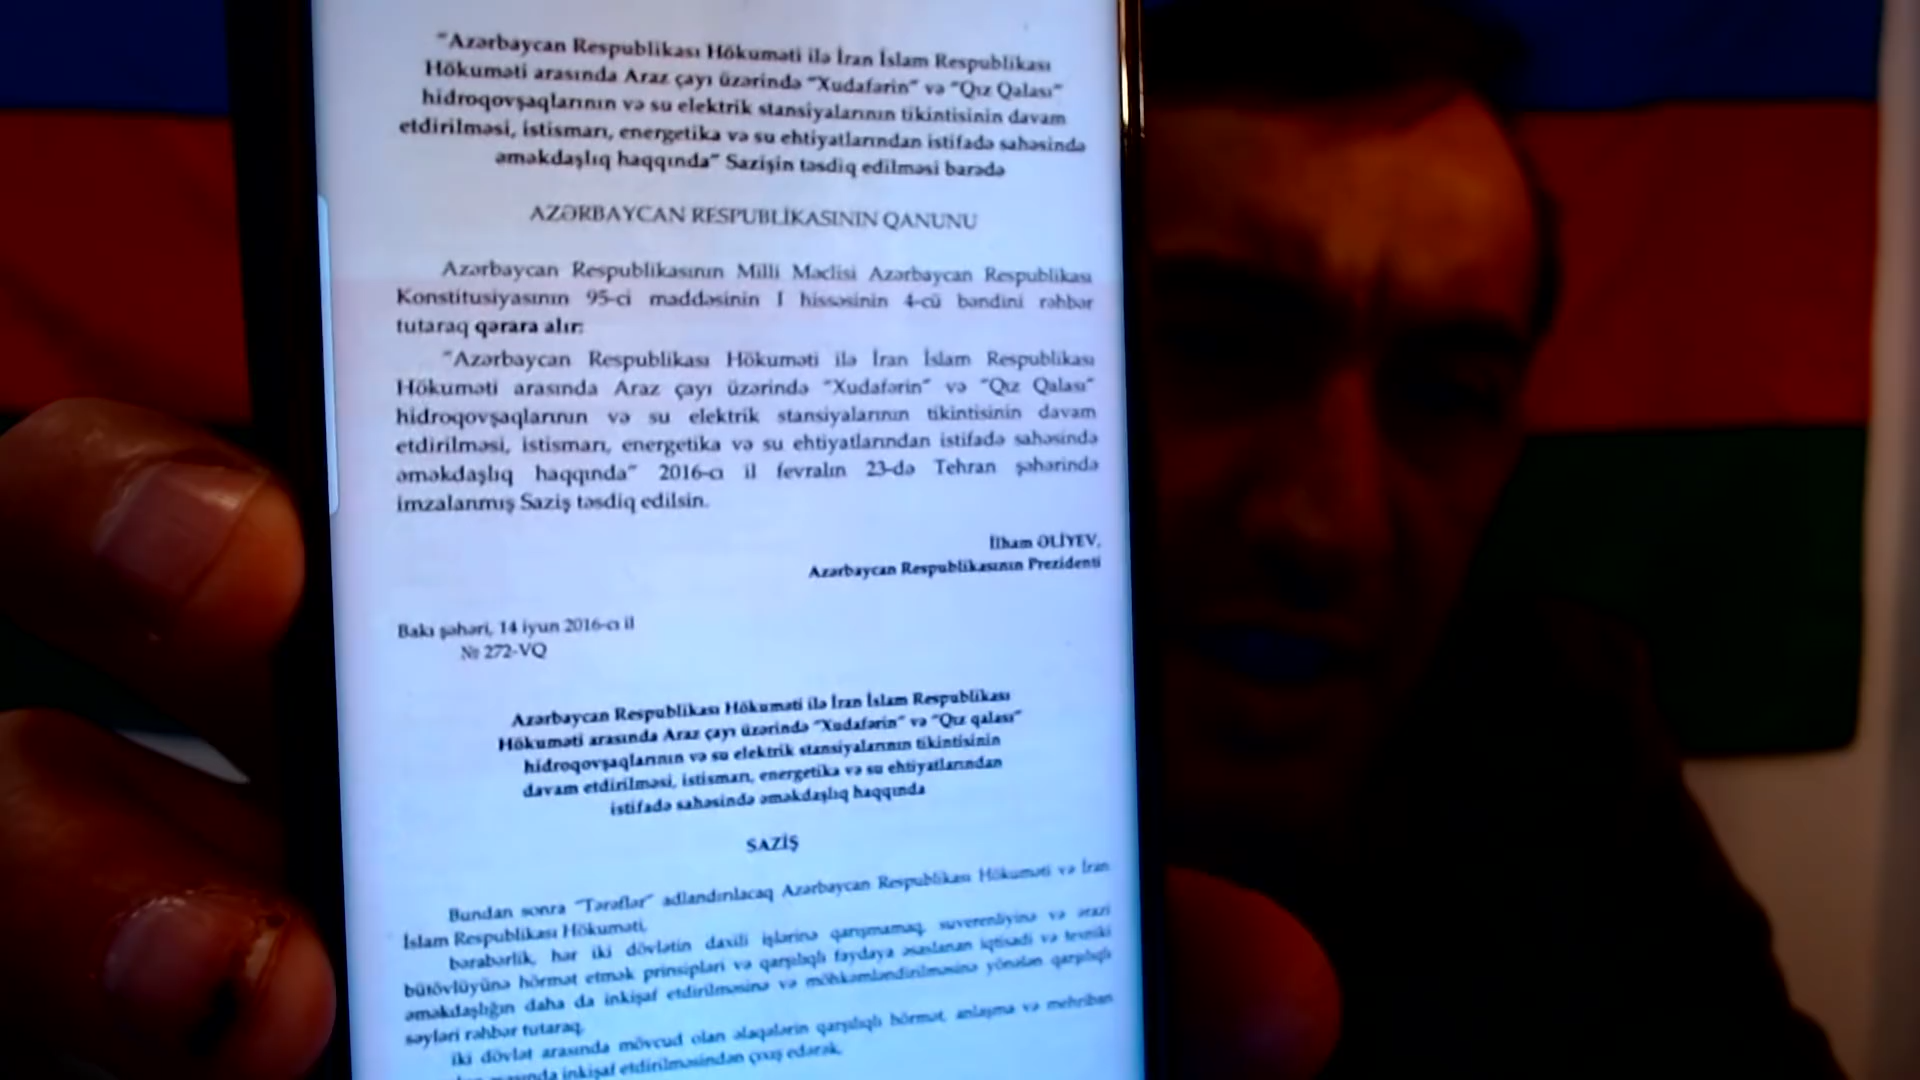 "Azərbaycan Respublikası Hökuməti ilə İran İslam Respublikası
Hökuməti arasında Araz çayı üzərində "Xudafərin" və "Qız Qalası"
hidroqovşaqlarının və su elektrik stansiyalarının tikintisinin davam
etdirilməsi, istismarı, energetika və su ehtiyatlarından istifadə sahəsində
əməkdaşlıq haqqında" Sazişin təsdiq edilməsi barədə
AZƏRBAYCAN RESPUBLİKASININ QANUNU
Azərbaycan Respublikasının Milli Məclisi Azərbaycan Respublikası
Konstitusiyasının 95-ci maddəsinin I hissəsinin 4-cü bəndini rəhbər
tutaraq qərara alır:
"Azərbaycan Respublikası Hökuməti ilə İran İslam Respublikası
Hökuməti arasında Araz çayı üzərində "Xudafərin" və "Qız Qalası"
hidroqovşaqlarının və su elektrik stansiyalarının tikintisinin davam
etdirilməsi, istismarı, energetika və su ehtiyatlarından istifadə sahəsində
əməkdaşlıq haqqında" 2016-cı il fevralın 23-də Tehran şəhərində
imzalanmış Saziş təsdiq edilsin.
İlham ƏLİYEV,
Azərbaycan Respublikasının Prezidenti
Bakı şəhəri, 14 iyun 2016-cı il
№ 272-VQ
Azərbaycan Respublikası Hökuməti ilə İran İslam Respublikası
Hökuməti arasında Araz çayı üzərində "Xudafərin" və "Qız qalası"
hidroqovşaqlarının və su elektrik stansiyalarının tikintisinin
davam etdirilməsi, istismarı, energetika və su ehtiyatlarından
istifadə sahəsində əməkdaşlıq haqqında
SAZİŞ
Bundan sonra "Tərəflər" adlandırılacaq Azərbaycan Respublikası Hökuməti və İran
İslam Respublikası Hökuməti,
bərabərlik, hər iki dövlətin daxili işlərinə qarışmamaq, suverenliyinə və ərazi
bütövlüyünə hörmət etmək prinsipləri və qarşılıqlı faydaya əsaslanan iqtisadi və texniki
əməkdaşlığın daha da inkişaf etdirilməsinə və möhkəmləndirilməsinə yönələn qarşılıqlı
səyləri rəhbər tutaraq,
iki dövlət arasında mövcud olan əlaqələrin qarşılıqlı hörmət, anlaşma və mehriban
inkişaf etdirilməsindən çıxış edərək,